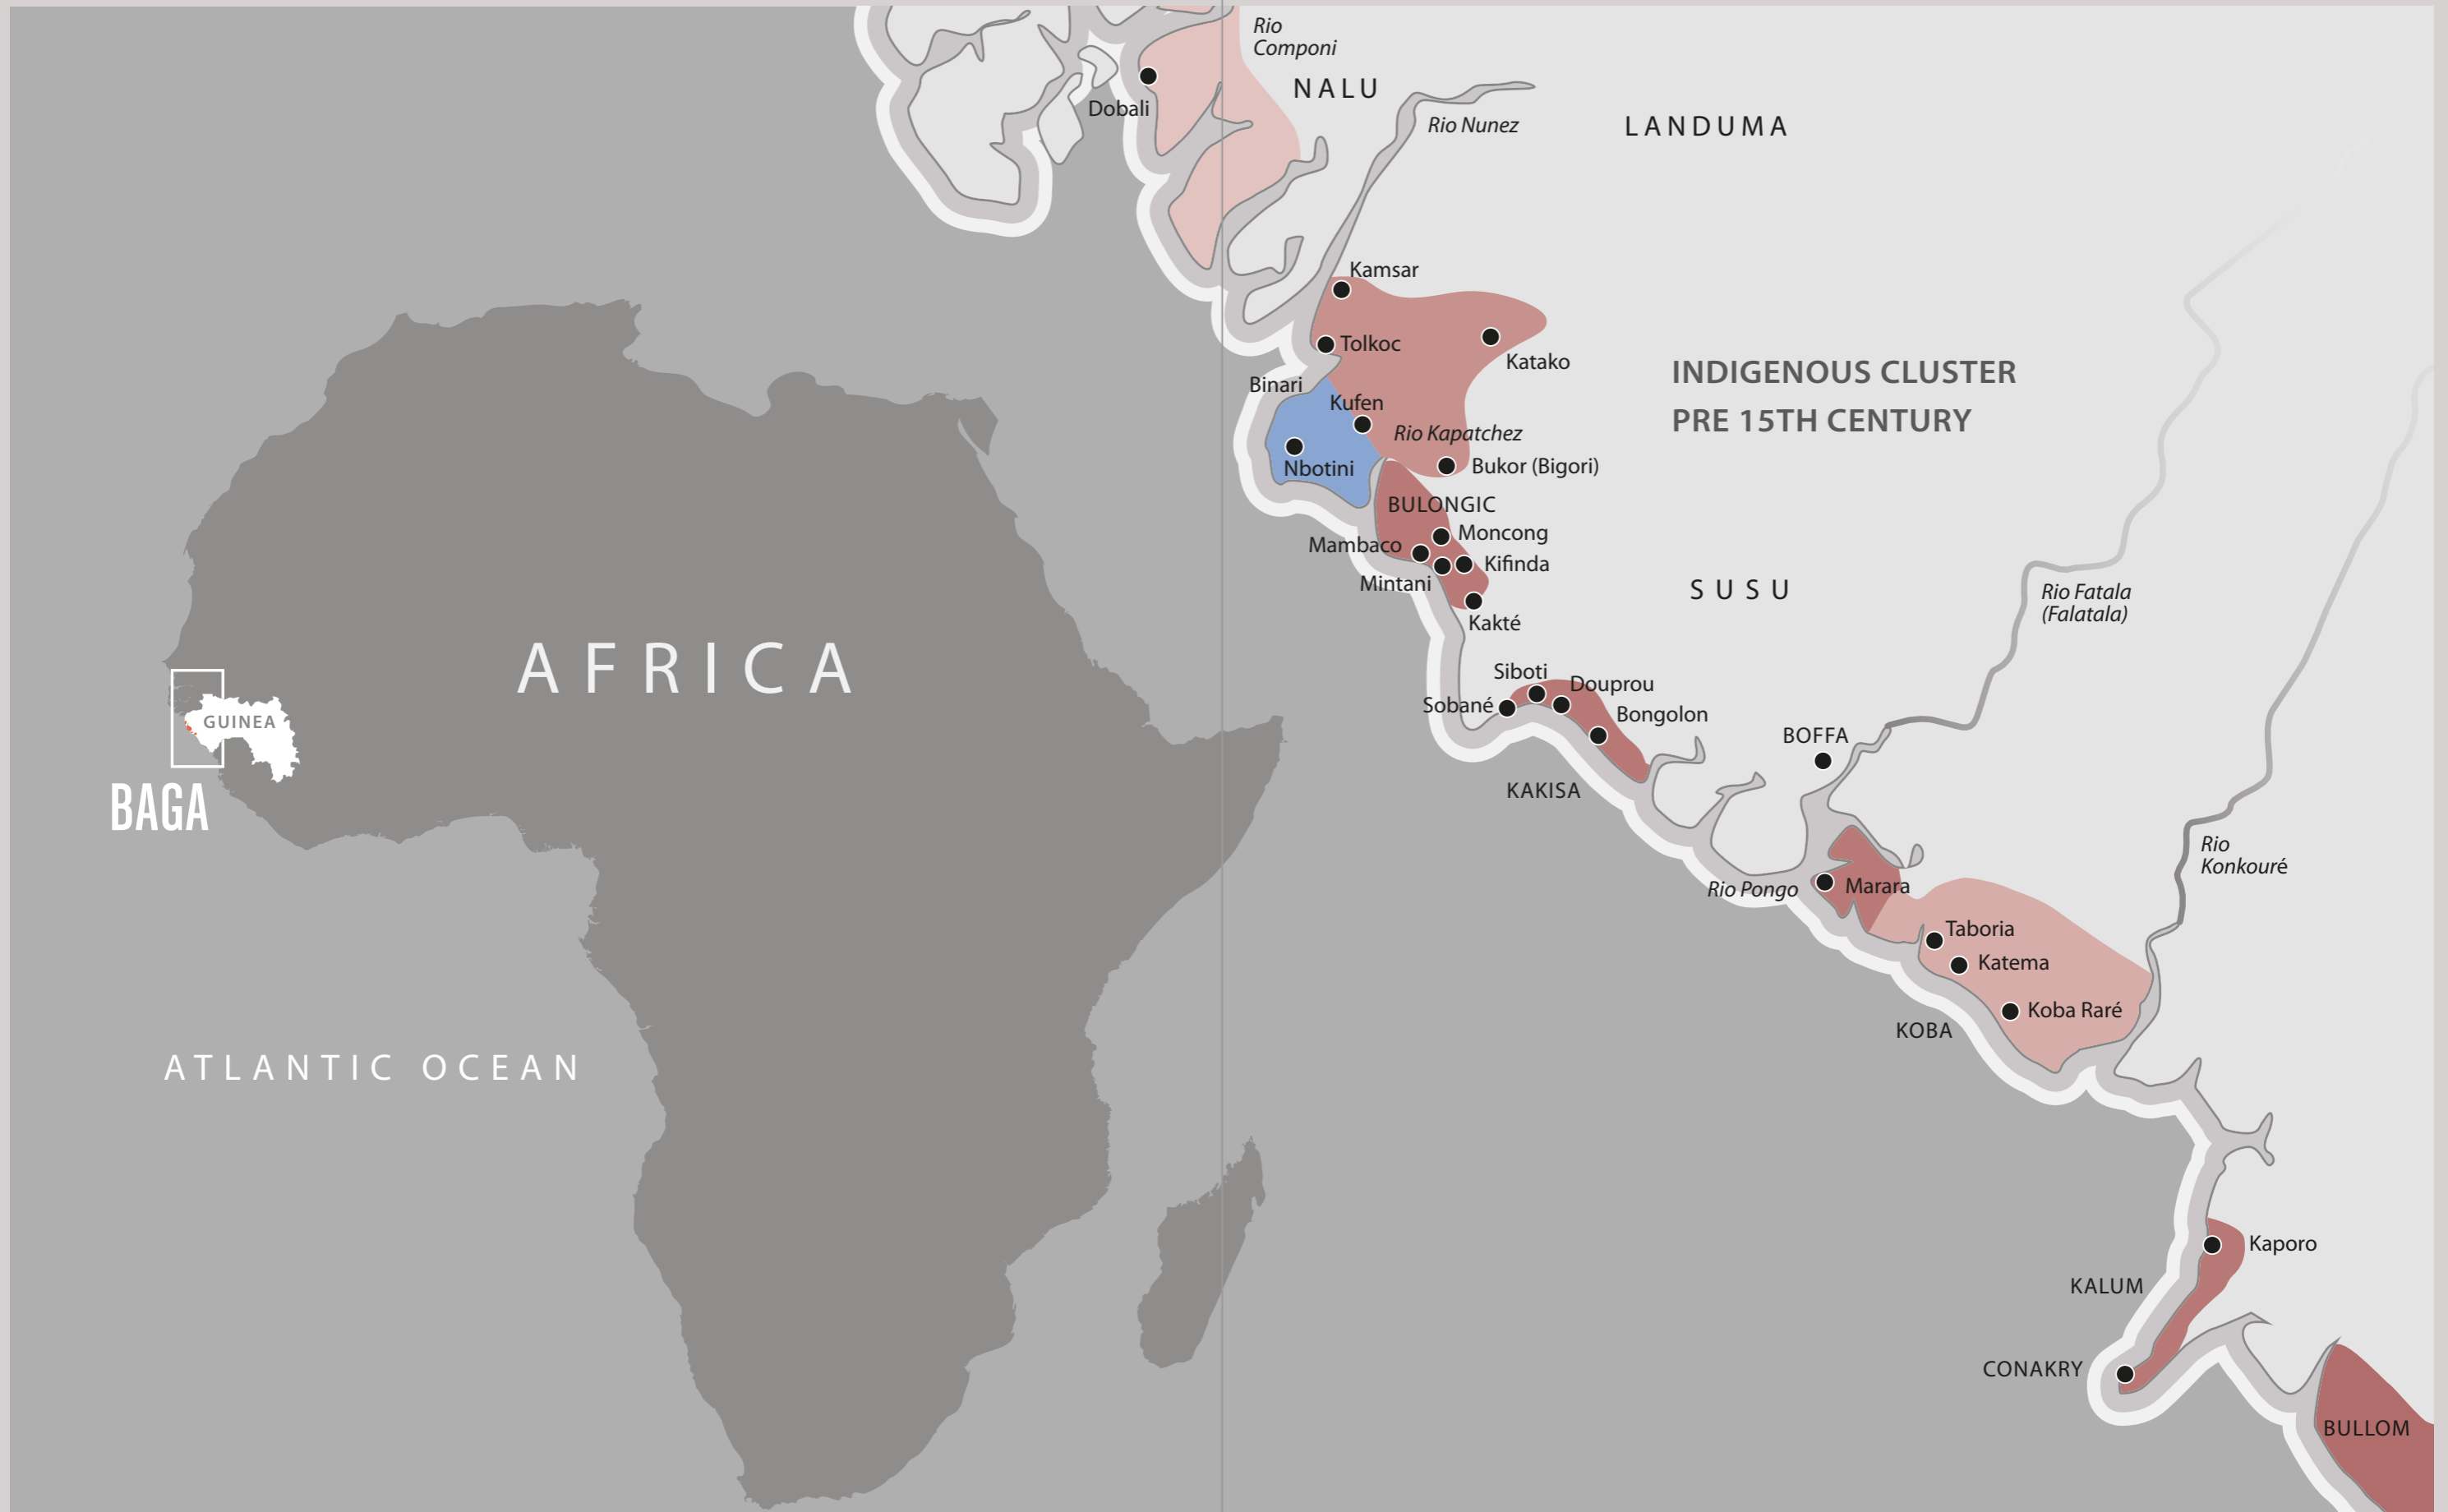 Rio
Componi
NALU
Dobali
Rio Nunez
LANDUMA
Kamsar
Tolkoc
Katako
Binari
INDIGENOUS CLUSTER
PRE 15TH CENTURY
Kufen
Rio Kapatchez
Nbotini
Bukor (Bigori)
BULONGIC
Moncong
Mambaco
Kifinda
Mintani
SUSU
Rio Fatala
(Falatala)
Kakté
AFRICA
Siboti
Douprou
Sobané
Bongolon
GUINEA
BOFFA
BAGA
KAKISA
Rio
Konkouré
Rio Pongo
Marara
Taboria
Katema
Koba Raré
KOBA
ATLANTIC OCEAN
Kaporo
KALUM
CONAKRY
BULLOM